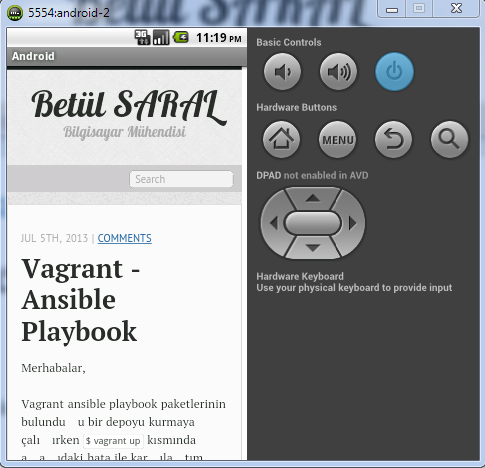 5554:android-2
3G 11:19 PM
Android
Betül SARAL
Bilgisayar Mühendisi
Search
JUL 5TH, 2013 | COMMENTS
Vagrant -
Ansible
Playbook
Merhabalar,
Vagrant ansible playbook paketlerinin
bulundu u bir depoyu kurmaya
çalı ırken $ vagrant up kısmında
a a ıdaki hata ile kar ıla tım
Basic Controls
Hardware Buttons
MENU
DPAD not enabled in AVD
Hardware Keyboard
Use your physical keyboard to provide input